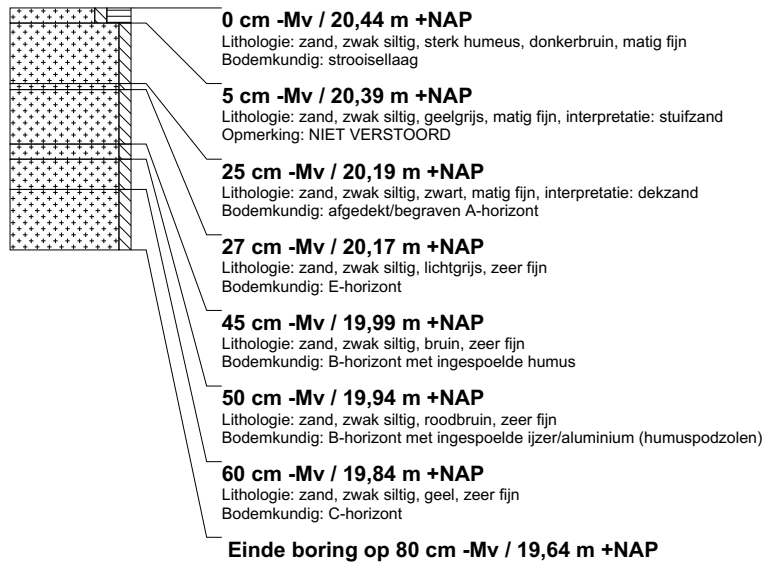 0 cm -Mv / 20,44 m +NAP
Lithologie: zand, zwak siltig, sterk humeus, donkerbruin, matig fijn
Bodemkundig: strooisellaag
5 cm -Mv / 20,39 m +NAP
Lithologie: zand, zwak siltig, geelgrijs, matig fijn, interpretatie: stuifzand
Opmerking: NIET VERSTOORD
25 cm -Mv / 20,19 m +NAP
Lithologie: zand, zwak siltig, zwart, matig fijn, interpretatie: dekzand
Bodemkundig: afgedekt/begraven A-horizont
27 cm -Mv / 20,17 m +NAP
Lithologie: zand, zwak siltig, lichtgrijs, zeer fijn
Bodemkundig: E-horizont
45 cm -Mv / 19,99 m +NAP
Lithologie: zand, zwak siltig, bruin, zeer fijn
Bodemkundig: B-horizont met ingespoelde humus
50 cm -Mv / 19,94 m +NAP
Lithologie: zand, zwak siltig, roodbruin, zeer fijn
Bodemkundig: B-horizont met ingespoelde ijzer/aluminium (humuspodzolen)
60 cm -Mv / 19,84 m +NAP
Lithologie: zand, zwak siltig, geel, zeer fijn
Bodemkundig: C-horizont
Einde boring op 80 cm -Mv / 19,64 m +NAP